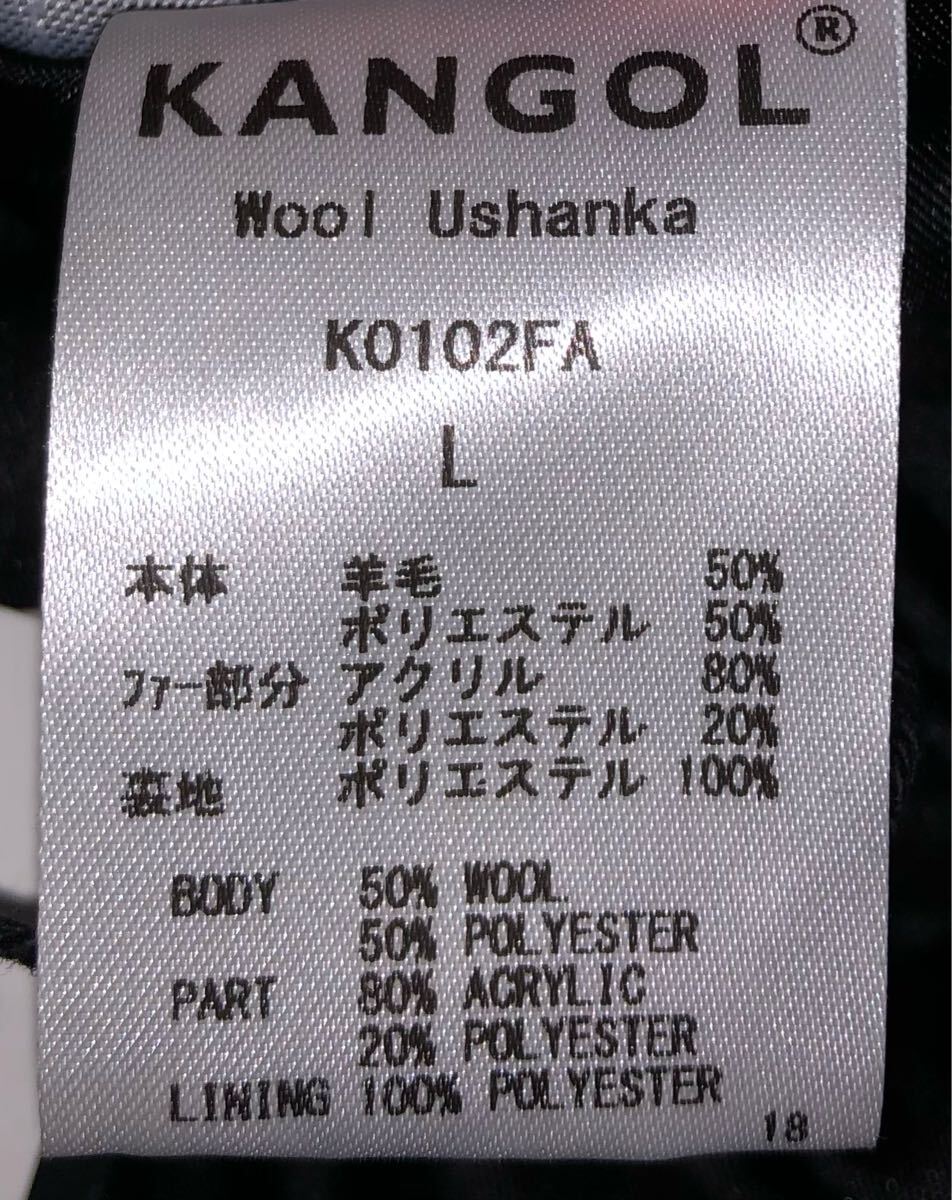 KANGOL®
Wool Ushanka
K0102FA
L
本体 羊毛 50%
ポリエステル 50%
ファー部分 アクリル 80%
ポリエステル 20%
裏地 ポリエステル 100%
BODY 50% WOOL
50% POLYESTER
PART 80% ACRYLIC
20% POLYESTER
LINING 100% POLYESTER
18